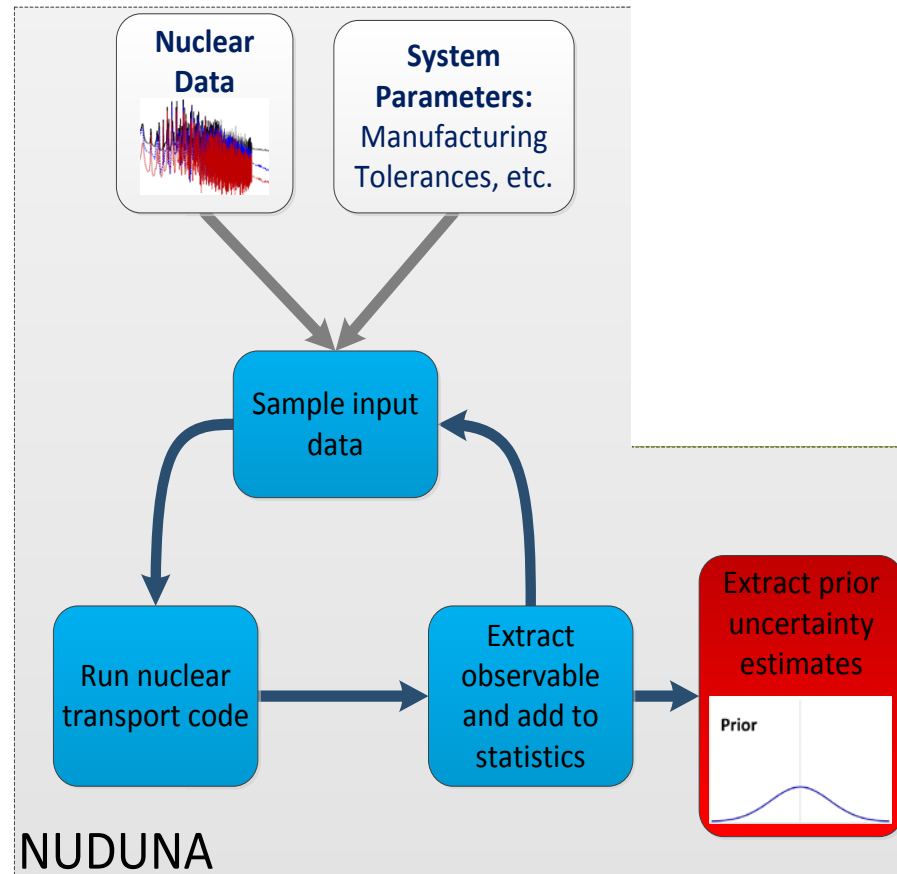 Nuclear
Data
System
Parameters:
Manufacturing
Tolerances, etc.
Sample input
data
Run nuclear
transport code
Extract
observable
and add to
statistics
Extract prior
uncertainty
estimates
Prior
NUDUNA